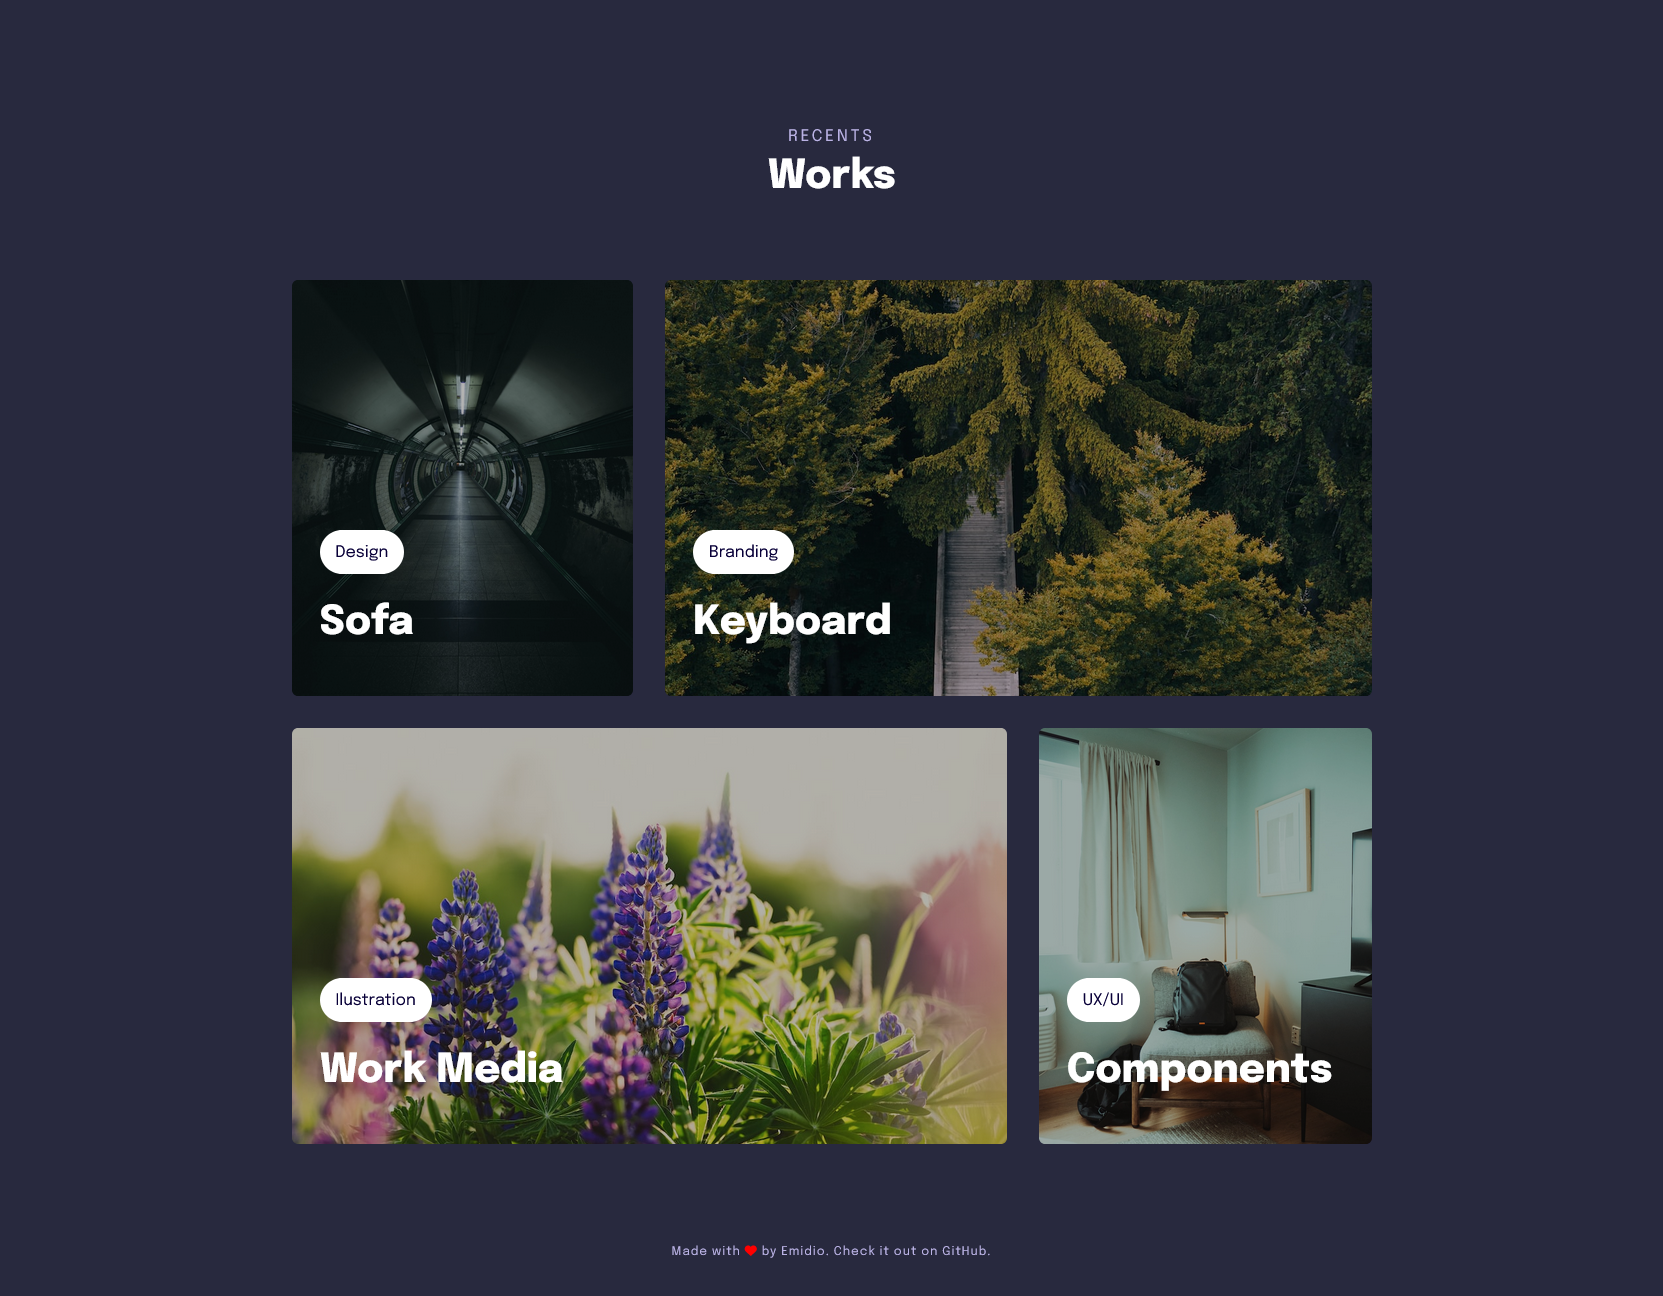 RECENTS
Works
Design
Sofa
Branding
Keyboard
Ilustration
Work Media
UX/UI
Components
Made with ❤ by Emidio. Check it out on GitHub.